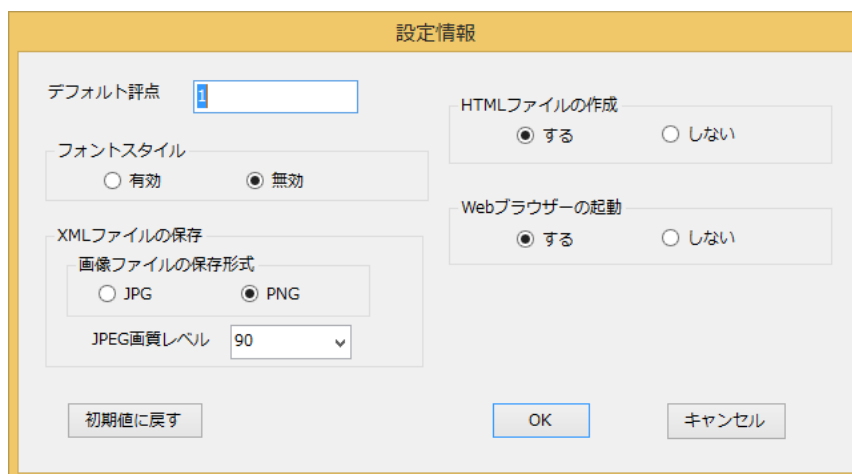 設定情報
デフォルト評点
1
フォントスタイル
有効
無効
XMLファイルの保存
画像ファイルの保存形式
JPG
PNG
JPEG画質レベル
90
HTMLファイルの作成
する
しない
Webブラウザーの起動
する
しない
初期値に戻す
OK
キャンセル